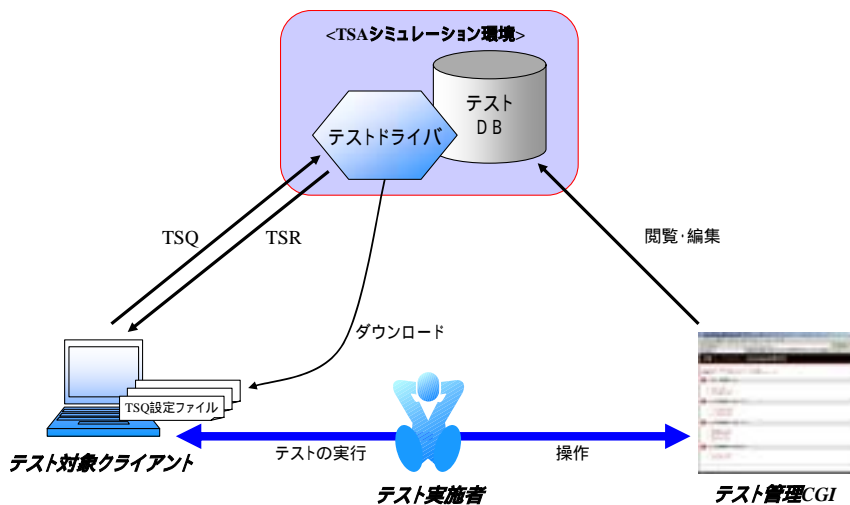 <TSAシミュレーション環境>
テスト
ＤＢ
テストドライバ
TSQ
TSR
閲覧・編集
ダウンロード
TSQ設定ファイル
テストの実行
操作
テスト対象クライアント
テスト実施者
テスト管理CGI